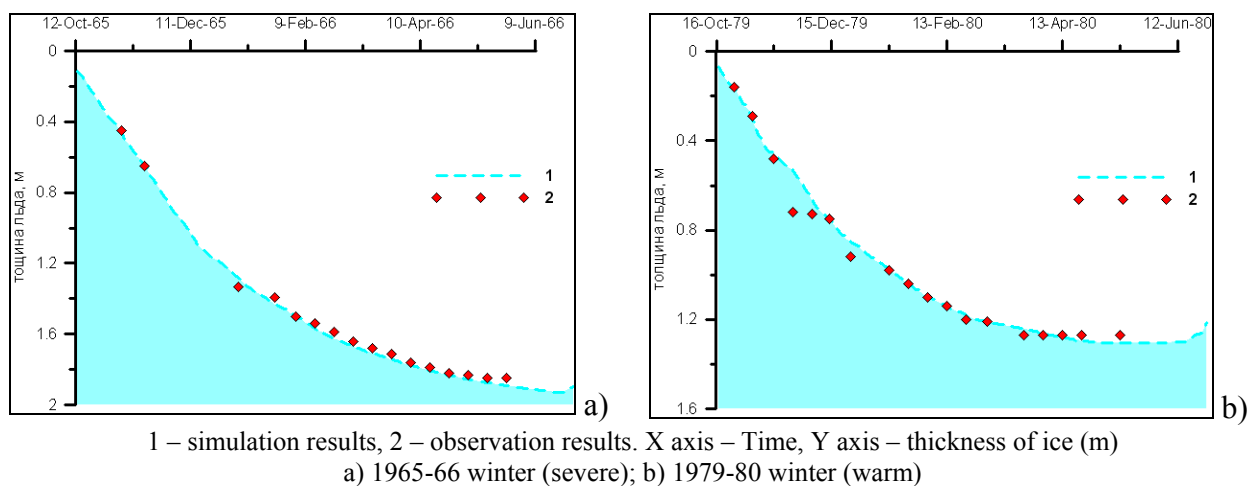 12-Oct-65 11-Dec-65 9-Feb-66 10-Apr-66 9-Jun-66
0
0.4
0.8
1.2
1.6
2
тощина льда, м
1
2
a)
16-Oct-79 15-Dec-79 13-Feb-80 13-Apr-80 12-Jun-80
0
0.4
0.8
1.2
1.6
толщина льда, м
1
2
b)
1 – simulation results, 2 – observation results. X axis – Time, Y axis – thickness of ice (m)
a) 1965-66 winter (severe); b) 1979-80 winter (warm)